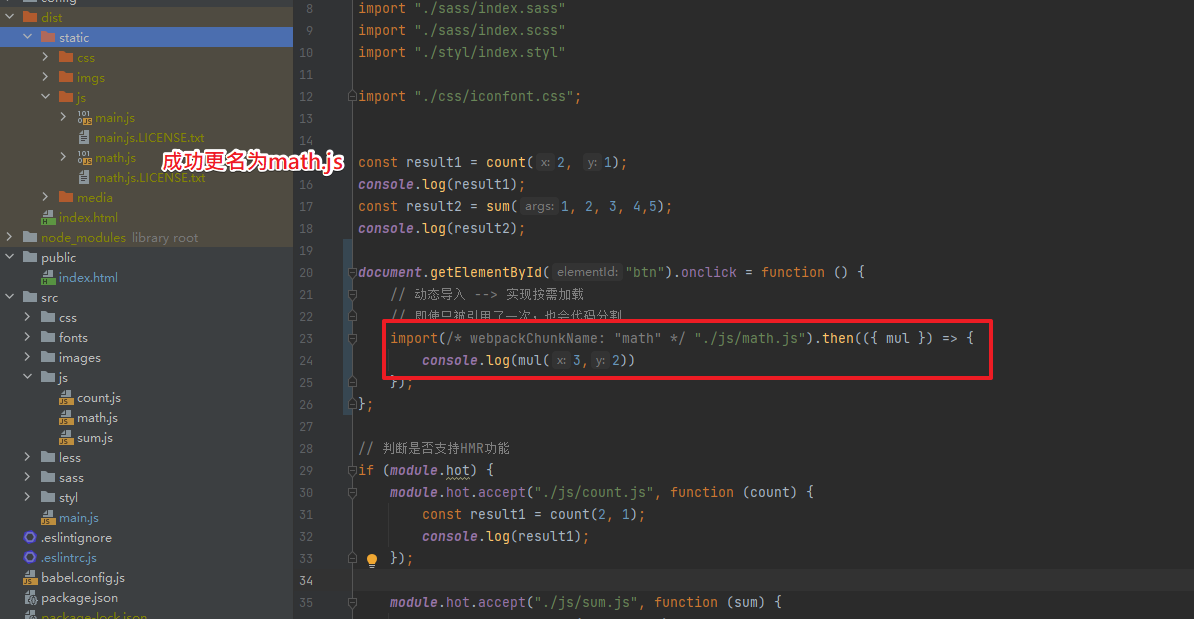 config
dist
static
css
imgs
js
main.js
main.js.LICENSE.txt
math.js
成功更名为math.js
math.js.LICENSE.txt
media
index.html
node_modules library root
public
index.html
src
css
fonts
images
js
count.js
math.js
sum.js
less
sass
styl
main.js
.eslintignore
.eslintrc.js
babel.config.js
package.json
package-lock.json
8 import "./sass/index.sass"
9 import "./sass/index.scss"
10 import "./styl/index.styl"
11
12 import "./css/iconfont.css";
13
14
const result1 = count( x: 2, y: 1);
16 console.log(result1);
17 const result2 = sum( args: 1, 2, 3, 4,5);
18 console.log(result2);
19
20 document.getElementById( elementId: "btn").onclick = function () {
21 // 动态导入 --> 实现按需加载
22 // 即使只被引用了一次，也会代码分割
23 import(/* webpackChunkName: "math" */ "./js/math.js").then(({ mul }) => {
24 console.log(mul( x: 3, y: 2))
25 });
26 };
27
28 // 判断是否支持HMR功能
29 if (module.hot) {
30 module.hot.accept("./js/count.js", function (count) {
31 const result1 = count(2, 1);
32 console.log(result1);
33 });
34
35 module.hot.accept("./js/sum.js", function (sum) {